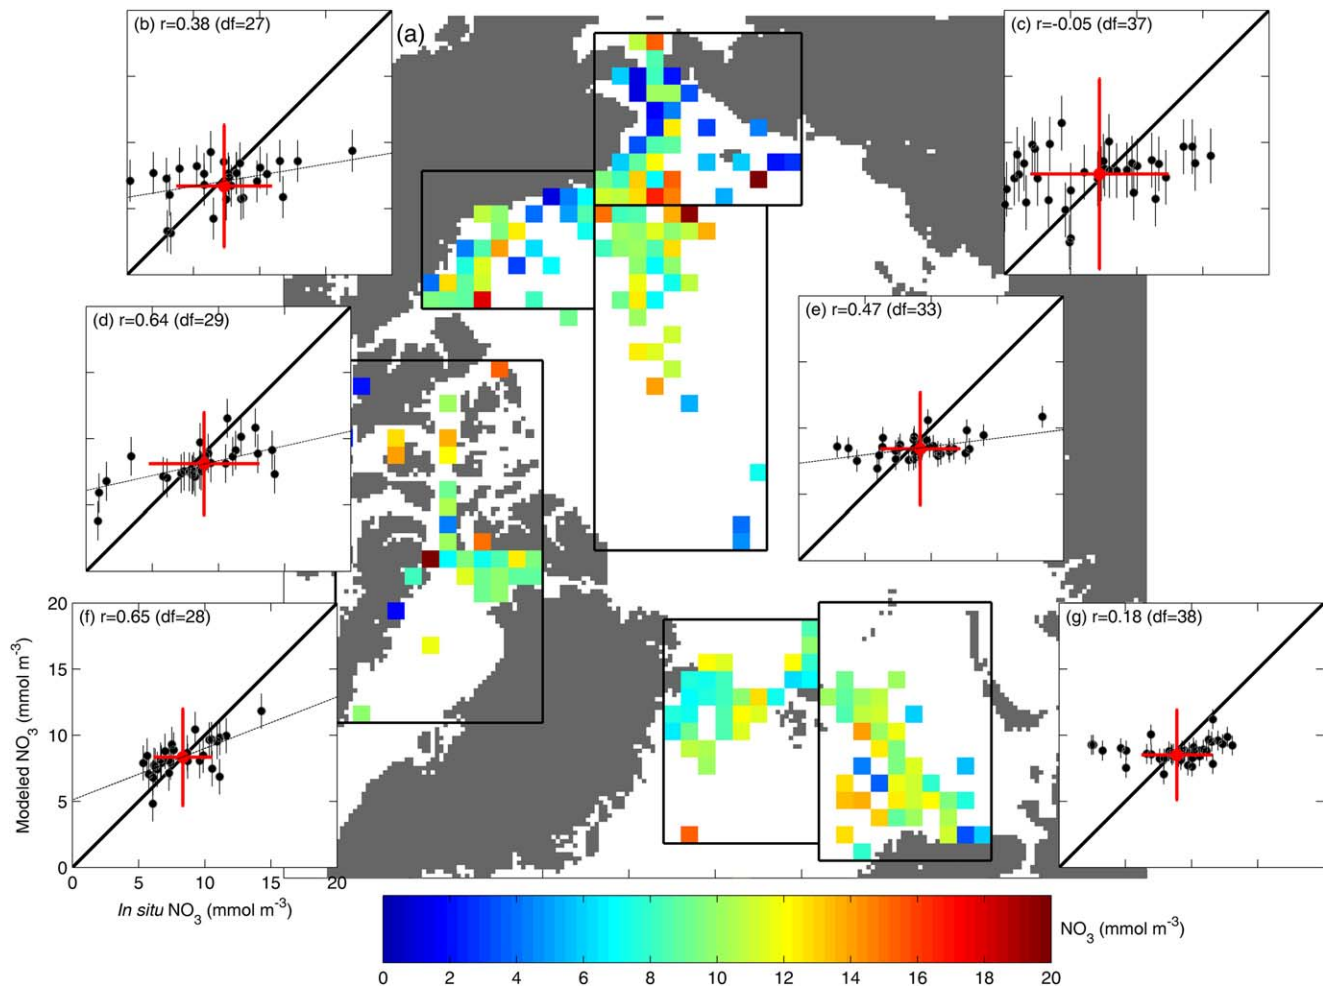 (b) r=0.38 (df=27)
(a)
(c) r=-0.05 (df=37)
(d) r=0.64 (df=29)
(e) r=0.47 (df=33)
(f) r=0.65 (df=28)
(g) r=0.18 (df=38)
20
15
10
5
0
Modeled NO₃ (mmol m⁻³)
0 5 10 15 20
In situ NO₃ (mmol m⁻³)
NO₃ (mmol m⁻³)
0 2 4 6 8 10 12 14 16 18 20